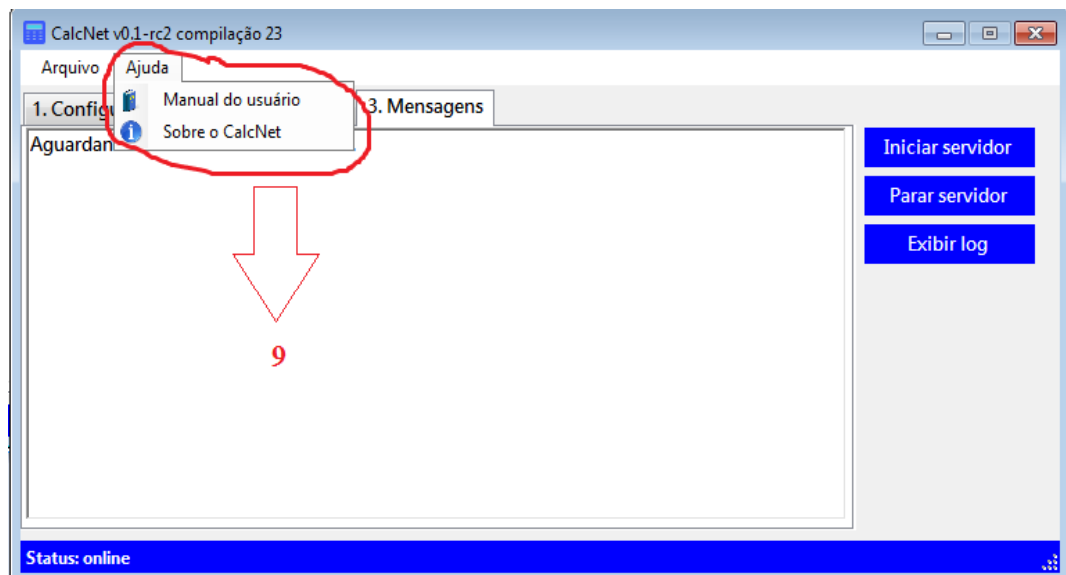 CalcNet v0.1-rc2 compilação 23
Arquivo Ajuda
Manual do usuário
Sobre o CalcNet
1. 3. Mensagens
Iniciar servidor
Parar servidor
Exibir log
9
Status: online